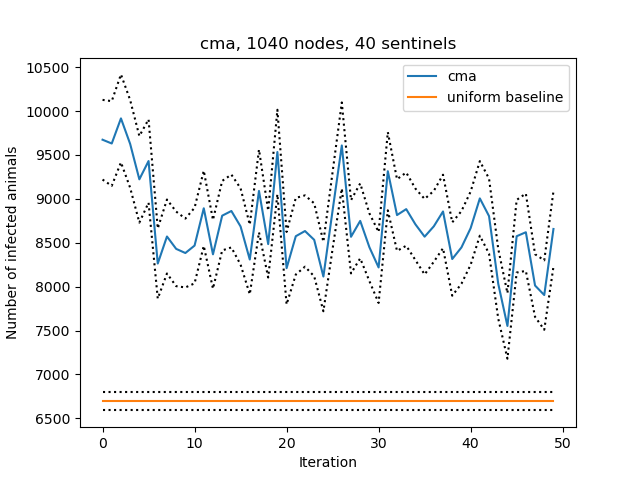 cma, 1040 nodes, 40 sentinels
cma
uniform baseline
Number of infected animals
10500
10000
9500
9000
8500
8000
7500
7000
6500
0 10 20 30 40 50
Iteration